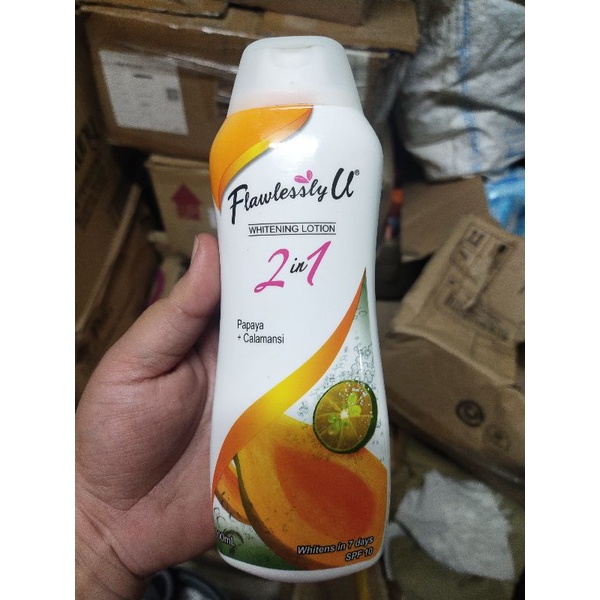 Flawlessly U®
WHITENING LOTION
2 in 1
Papaya
+ Calamansi
Whitens in 7 days
SPF 10